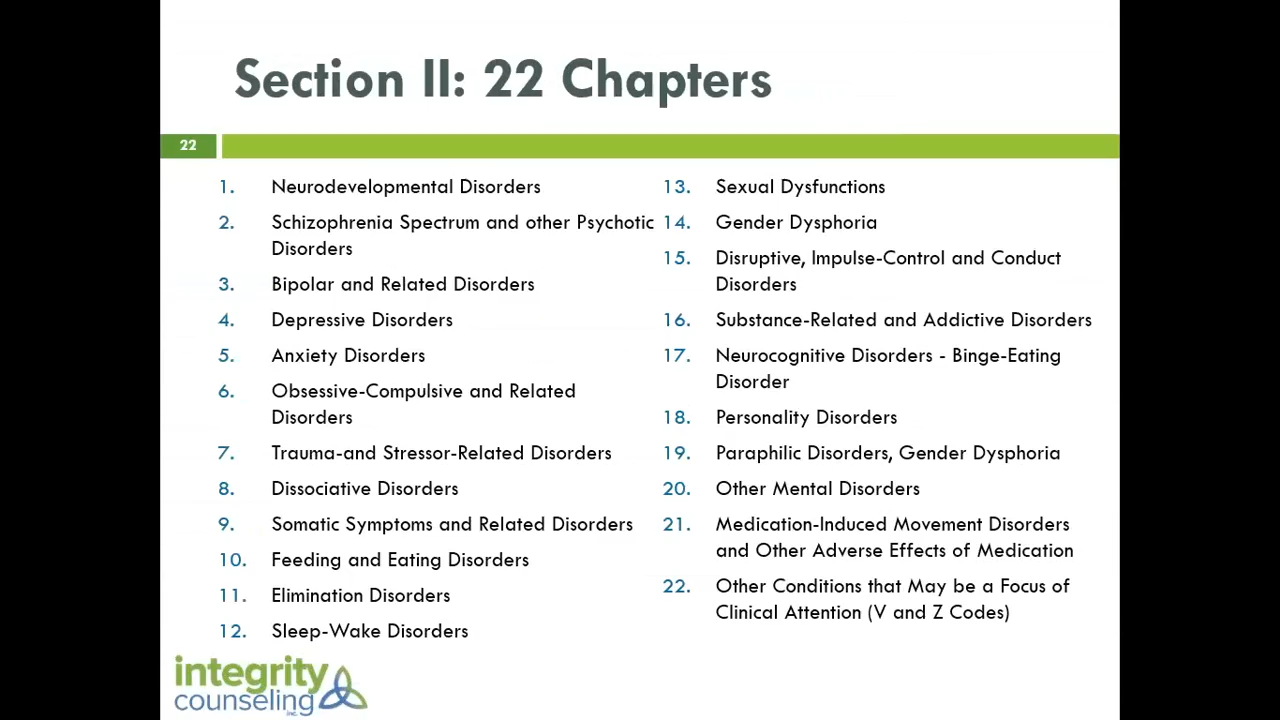 Section II: 22 Chapters
22
1. Neurodevelopmental Disorders
2. Schizophrenia Spectrum and other Psychotic
Disorders
3. Bipolar and Related Disorders
4. Depressive Disorders
5. Anxiety Disorders
6. Obsessive-Compulsive and Related
Disorders
7. Trauma-and Stressor-Related Disorders
8. Dissociative Disorders
9. Somatic Symptoms and Related Disorders
10. Feeding and Eating Disorders
11. Elimination Disorders
12. Sleep-Wake Disorders
13. Sexual Dysfunctions
14. Gender Dysphoria
15. Disruptive, Impulse-Control and Conduct
Disorders
16. Substance-Related and Addictive Disorders
17. Neurocognitive Disorders - Binge-Eating
Disorder
18. Personality Disorders
19. Paraphilic Disorders, Gender Dysphoria
20. Other Mental Disorders
21. Medication-Induced Movement Disorders
and Other Adverse Effects of Medication
22. Other Conditions that May be a Focus of
Clinical Attention (V and Z Codes)
integrity
counseling
inc.